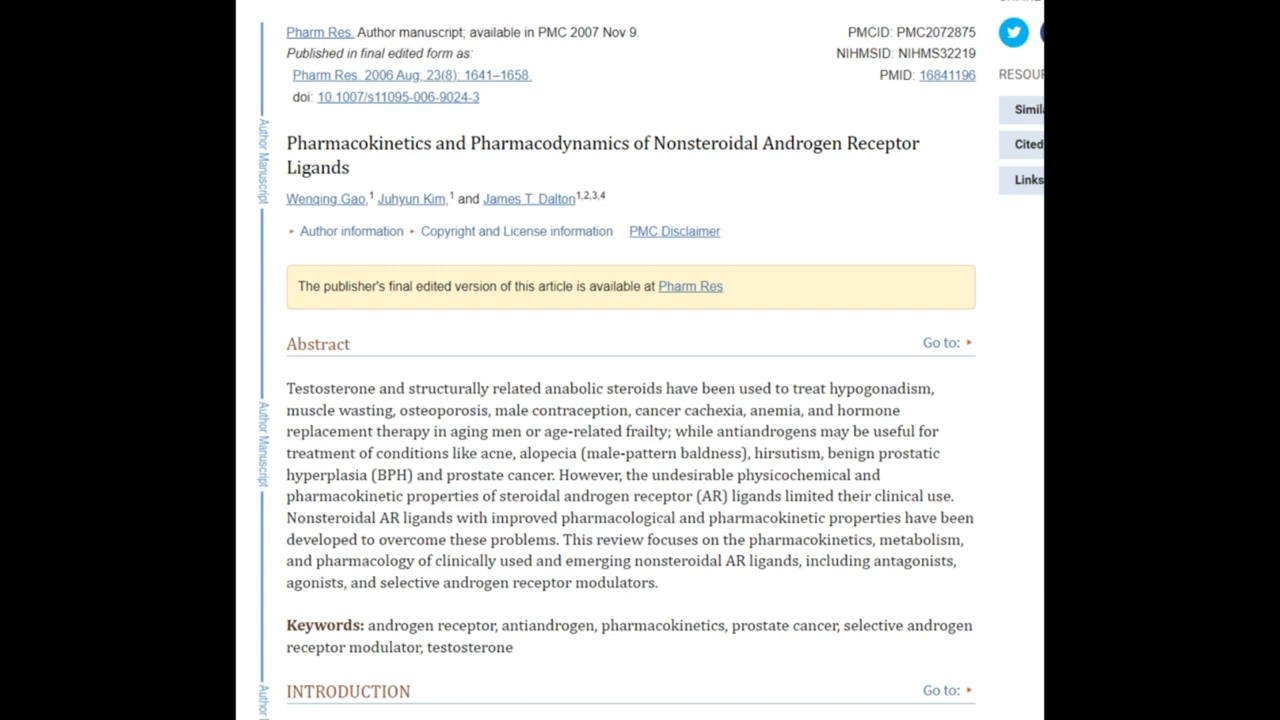 Pharm Res. Author manuscript; available in PMC 2007 Nov 9.
Published in final edited form as:
Pharm Res. 2006 Aug; 23(8): 1641–1658.
doi: 10.1007/s11095-006-9024-3
PMCID: PMC2072875
NIHMSID: NIHMS32219
PMID: 16841196
Pharmacokinetics and Pharmacodynamics of Nonsteroidal Androgen Receptor
Ligands
Wenqing Gao,1 Juhyun Kim,1 and James T. Dalton1,2,3,4
Author information Copyright and License information PMC Disclaimer
The publisher's final edited version of this article is available at Pharm Res
Abstract
Go to:
Testosterone and structurally related anabolic steroids have been used to treat hypogonadism,
muscle wasting, osteoporosis, male contraception, cancer cachexia, anemia, and hormone
replacement therapy in aging men or age-related frailty; while antiandrogens may be useful for
treatment of conditions like acne, alopecia (male-pattern baldness), hirsutism, benign prostatic
hyperplasia (BPH) and prostate cancer. However, the undesirable physicochemical and
pharmacokinetic properties of steroidal androgen receptor (AR) ligands limited their clinical use.
Nonsteroidal AR ligands with improved pharmacological and pharmacokinetic properties have been
developed to overcome these problems. This review focuses on the pharmacokinetics, metabolism,
and pharmacology of clinically used and emerging nonsteroidal AR ligands, including antagonists,
agonists, and selective androgen receptor modulators.
Keywords: androgen receptor, antiandrogen, pharmacokinetics, prostate cancer, selective androgen
receptor modulator, testosterone
INTRODUCTION
Go to:
Author Manuscript
Author Manuscript
Author
RESOU
Simila
Cited
Links